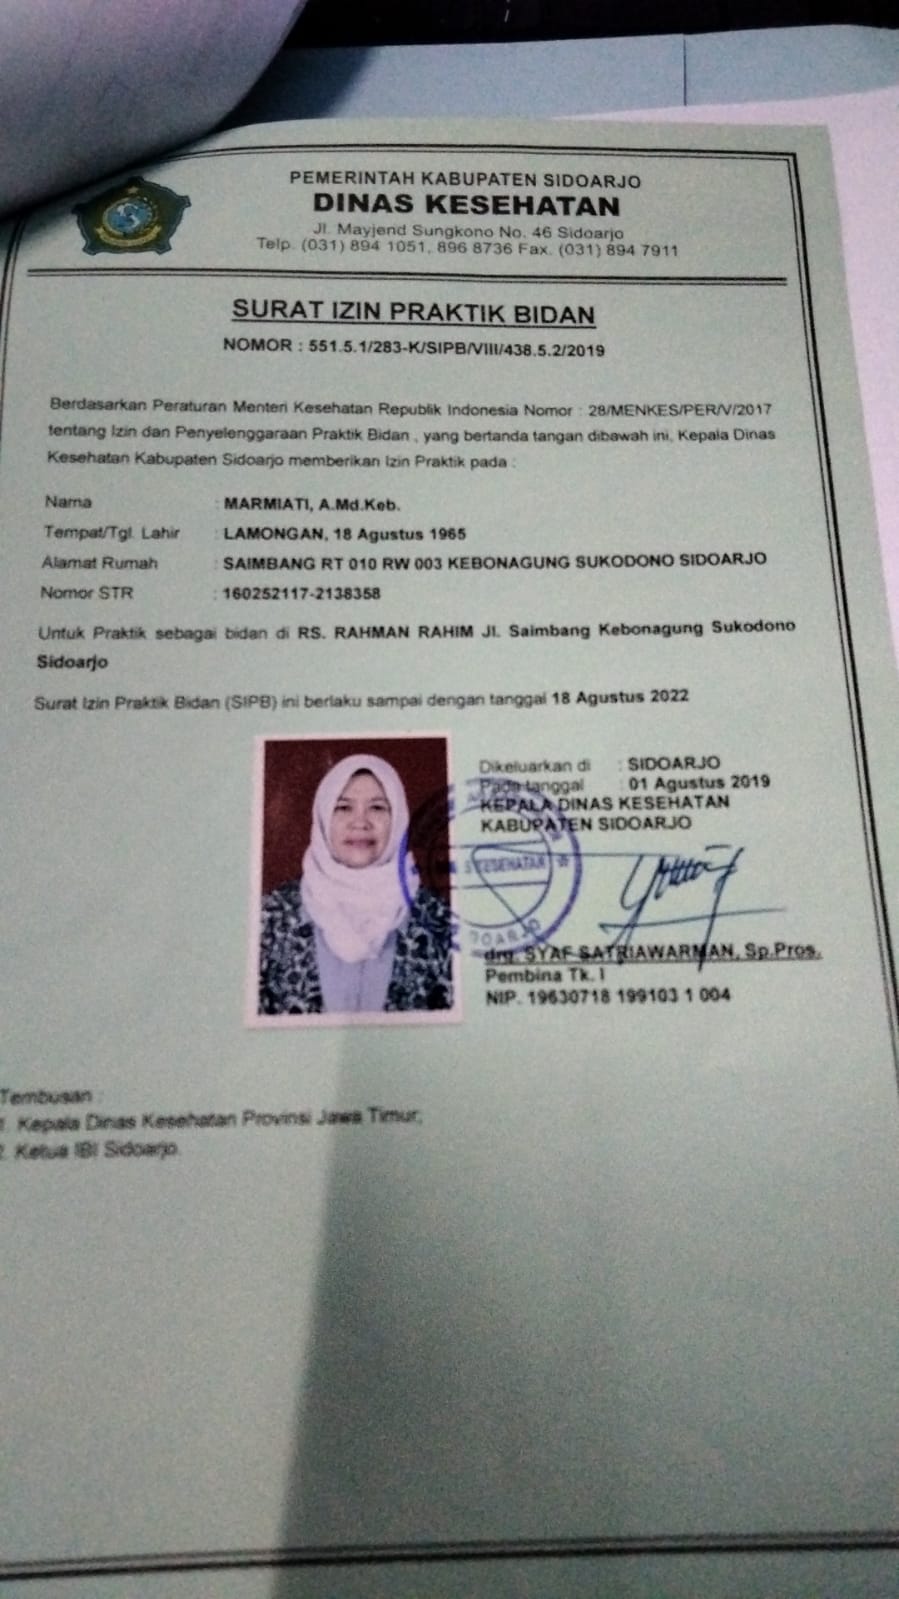 PEMERINTAH KABUPATEN SIDOARJO
DINAS KESEHATAN
Jl. Mayjend Sungkono No. 46 Sidoarjo
Telp. (031) 894 1051, 896 8736 Fax. (031) 894 7911
SURAT IZIN PRAKTIK BIDAN
NOMOR : 551.5.1/283-K/SIPB/VIII/438.5.2/2019
Berdasarkan Peraturan Menteri Kesehatan Republik Indonesia Nomor : 28/MENKES/PER/V/2017
tentang Izin dan Penyelenggaraan Praktik Bidan , yang bertanda tangan dibawah ini, Kepala Dinas
Kesehatan Kabupaten Sidoarjo memberikan Izin Praktik pada :
Nama : MARMIATI, A.Md.Keb.
Tempat/Tgl. Lahir : LAMONGAN, 18 Agustus 1965
Alamat Rumah : SAIMBANG RT 010 RW 003 KEBONAGUNG SUKODONO SIDOARJO
Nomor STR : 160252117-2138358
Untuk Praktik sebagai bidan di RS. RAHMAN RAHIM Jl. Saimbang Kebonagung Sukodono
Sidoarjo
Surat Izin Praktik Bidan (SIPB) ini berlaku sampai dengan tanggal 18 Agustus 2022
Dikeluarkan di : SIDOARJO
Pada tanggal : 01 Agustus 2019
KEPALA DINAS KESEHATAN
KABUPATEN SIDOARJO
KESEHATAN
drg. SYAF SATRIAWARMAN, Sp.Pros.
Pembina Tk. I
NIP. 19630718 199103 1 004
Tembusan :
1. Kepala Dinas Kesehatan Provinsi Jawa Timur;
2. Ketua IBI Sidoarjo.